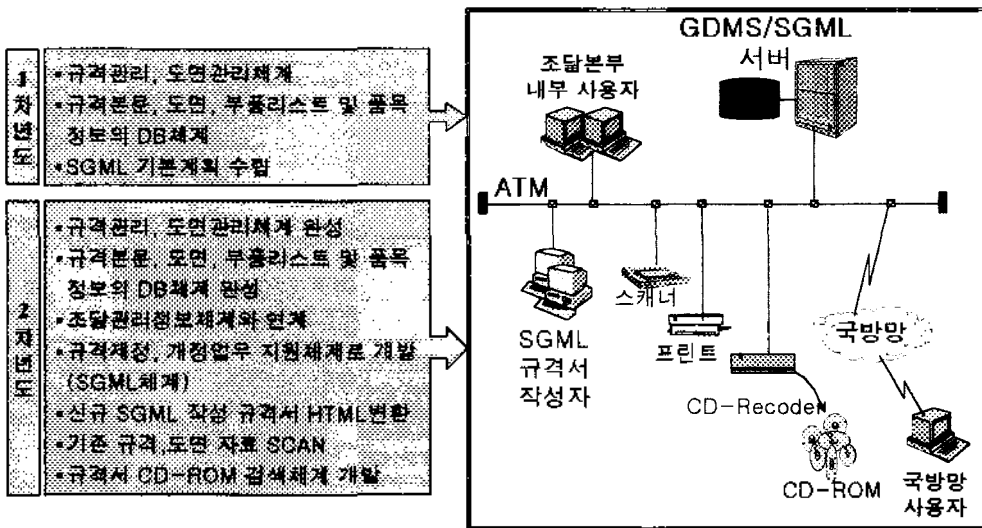 1차년도
•규격관리, 도면관리체계
•규격본문, 도면, 부품리스트 및 품목
정보의 DB체계
•SGML 기본계획 수립
2차년도
•규격관리, 도면관리체계 완성
•규격본문, 도면, 부품리스트 및 품목
정보의 DB체계 완성
•조달관리정보체계와 연계
•규격제정, 개정업무 지원체계로 개발
(SGML체계)
•신규 SGML 작성 규격서 HTML변환
•기존 규격,도면 자료 SCAN
•규격서 CD-ROM 검색체계 개발
GDMS/SGML
서버
조달본부
내부 사용자
ATM
SGML
규격서
작성자
스캐너
프린트
CD-Recoder
CD-ROM
국방망
국방망
사용자